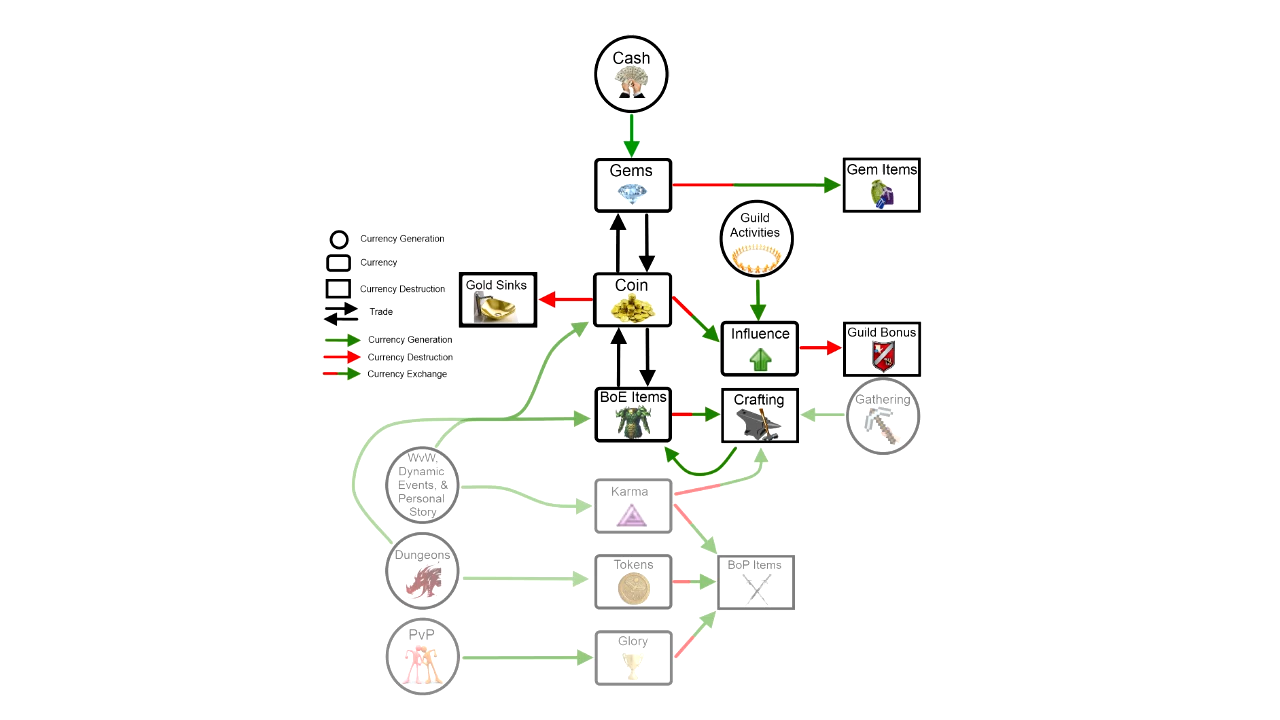 Cash
Gems
Gem Items
Guild
Activities
Currency Generation
Currency
Currency Destruction
Trade
Currency Generation
Currency Destruction
Currency Exchange
Gold Sinks
Coin
Influence
Guild Bonus
BoE Items
Crafting
Gathering
WvW,
Dynamic
Events, &
Personal
Story
Karma
Dungeons
Tokens
BoP Items
PvP
Glory